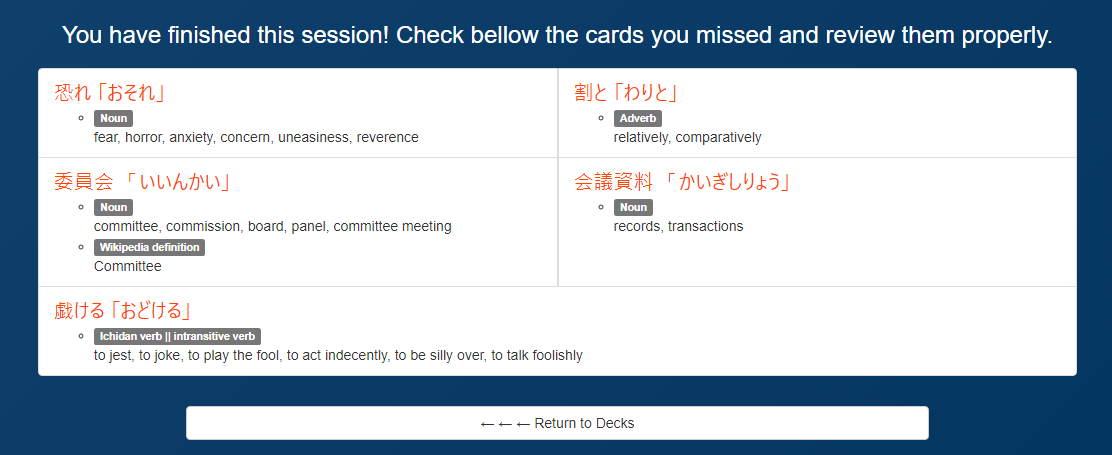 You have finished this session! Check bellow the cards you missed and review them properly.
恐れ「おそれ」
Noun
fear, horror, anxiety, concern, uneasiness, reverence
割と「わりと」
Adverb
relatively, comparatively
委員会 「いいんかい」
Noun
committee, commission, board, panel, committee meeting
Wikipedia definition
Committee
会議資料 「かいぎしりょう」
Noun
records, transactions
戯ける「おどける」
Ichidan verb || intransitive verb
to jest, to joke, to play the fool, to act indecently, to be silly over, to talk foolishly
←←← Return to Decks